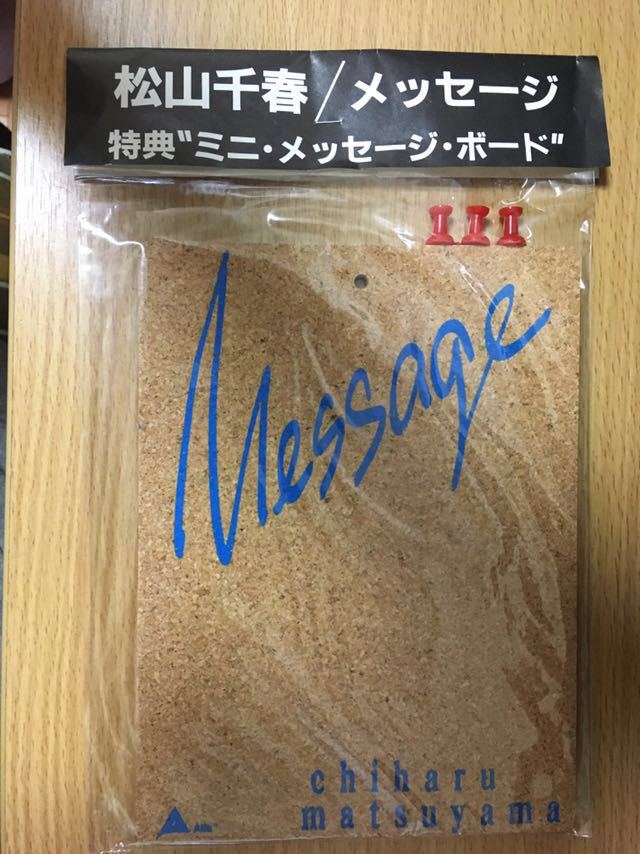 松山千春/メッセージ
特典"ミニ・メッセージ・ボード"
Message
chiharu
matsuyama